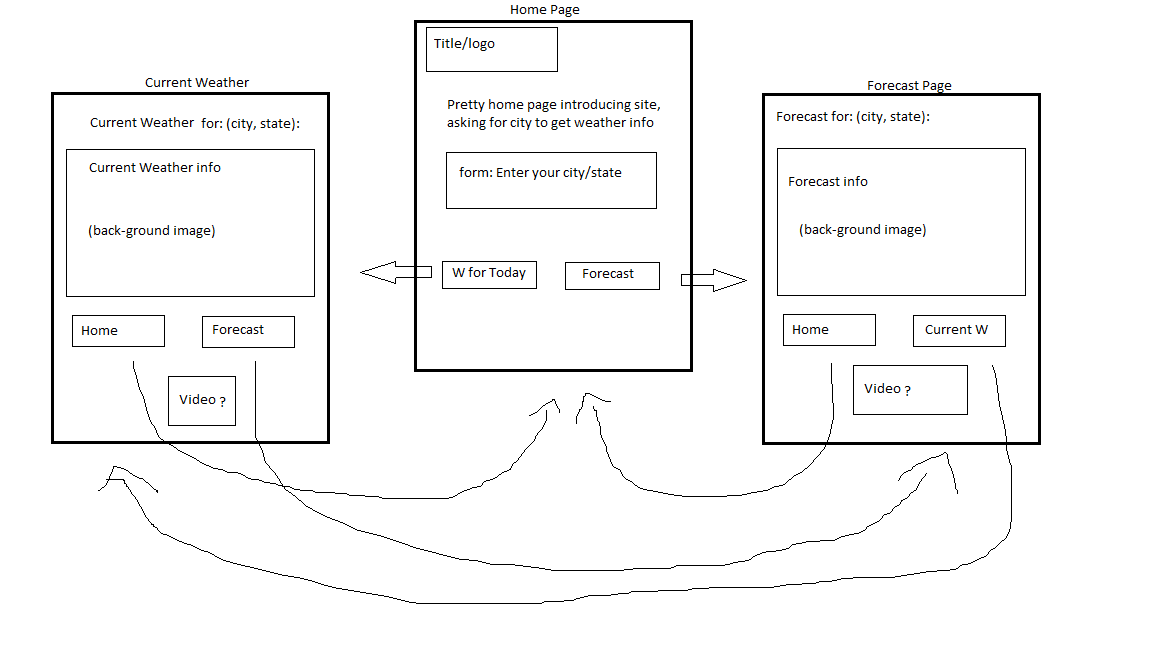 Home Page
Title/logo
Pretty home page introducing site,
asking for city to get weather info
form: Enter your city/state
W for Today
Forecast
Current Weather
Current Weather for: (city, state):
Current Weather info
(back-ground image)
Home
Forecast
Video ?
Forecast Page
Forecast for: (city, state):
Forecast info
(back-ground image)
Home
Current W
Video ?